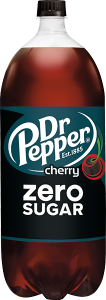 Dr
Pepper
Est. 1885
cherry
zero
SUGAR